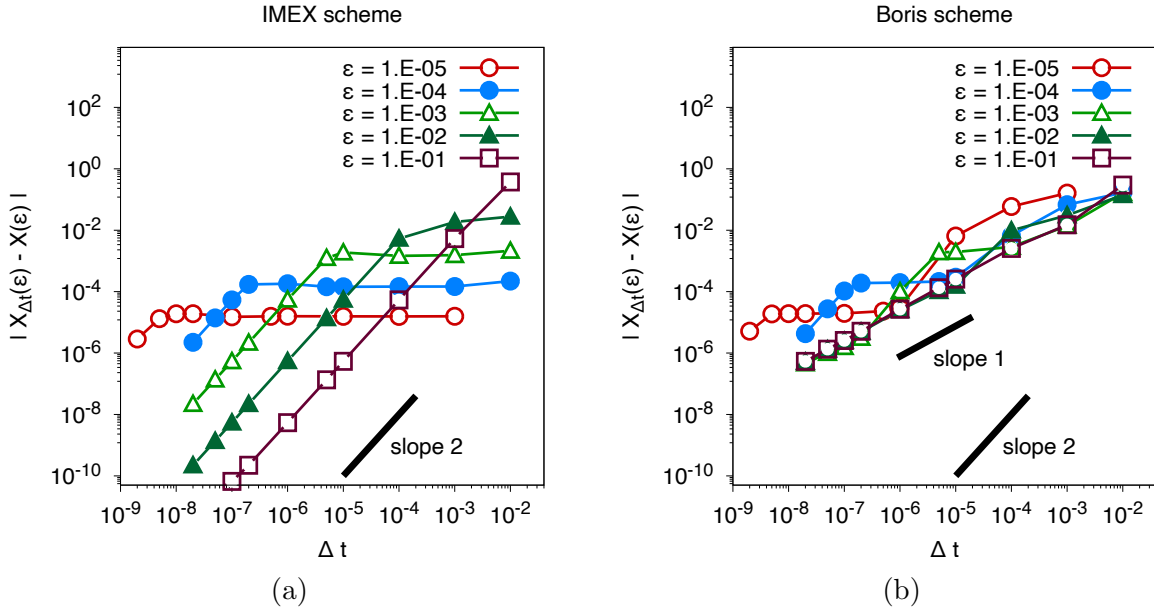 IMEX scheme
| X_Δt(ε) - X(ε) |
10^2
10^0
10^-2
10^-4
10^-6
10^-8
10^-10
ε = 1.E-05
ε = 1.E-04
ε = 1.E-03
ε = 1.E-02
ε = 1.E-01
slope 2
10^-9 10^-8 10^-7 10^-6 10^-5 10^-4 10^-3 10^-2
Δ t
(a)
Boris scheme
| X_Δt(ε) - X(ε) |
10^2
10^0
10^-2
10^-4
10^-6
10^-8
10^-10
ε = 1.E-05
ε = 1.E-04
ε = 1.E-03
ε = 1.E-02
ε = 1.E-01
slope 1
slope 2
10^-9 10^-8 10^-7 10^-6 10^-5 10^-4 10^-3 10^-2
Δ t
(b)